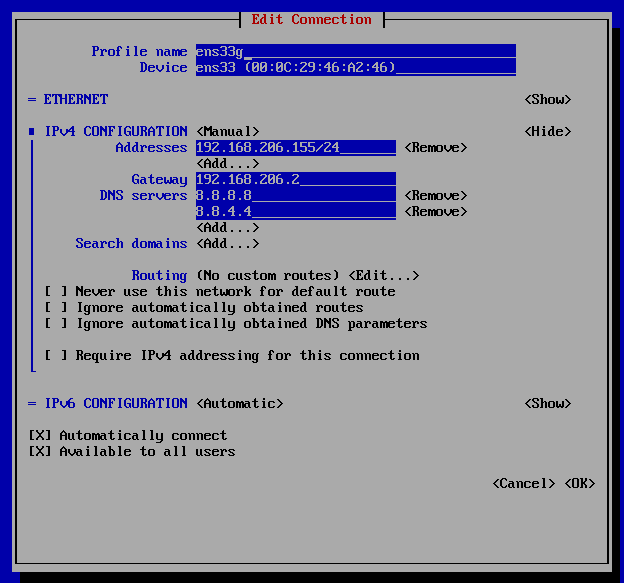 Edit Connection
Profile name ens33g
Device ens33 (00:0C:29:46:A2:46)
= ETHERNET <Show>
IPv4 CONFIGURATION <Manual> <Hide>
Addresses 192.168.206.155/24 <Remove>
<Add...>
Gateway 192.168.206.2
DNS servers 8.8.8.8 <Remove>
8.8.4.4 <Remove>
<Add...>
Search domains <Add...>
Routing (No custom routes) <Edit...>
[ ] Never use this network for default route
[ ] Ignore automatically obtained routes
[ ] Ignore automatically obtained DNS parameters
[ ] Require IPv4 addressing for this connection
= IPv6 CONFIGURATION <Automatic> <Show>
[X] Automatically connect
[X] Available to all users
<Cancel> <OK>